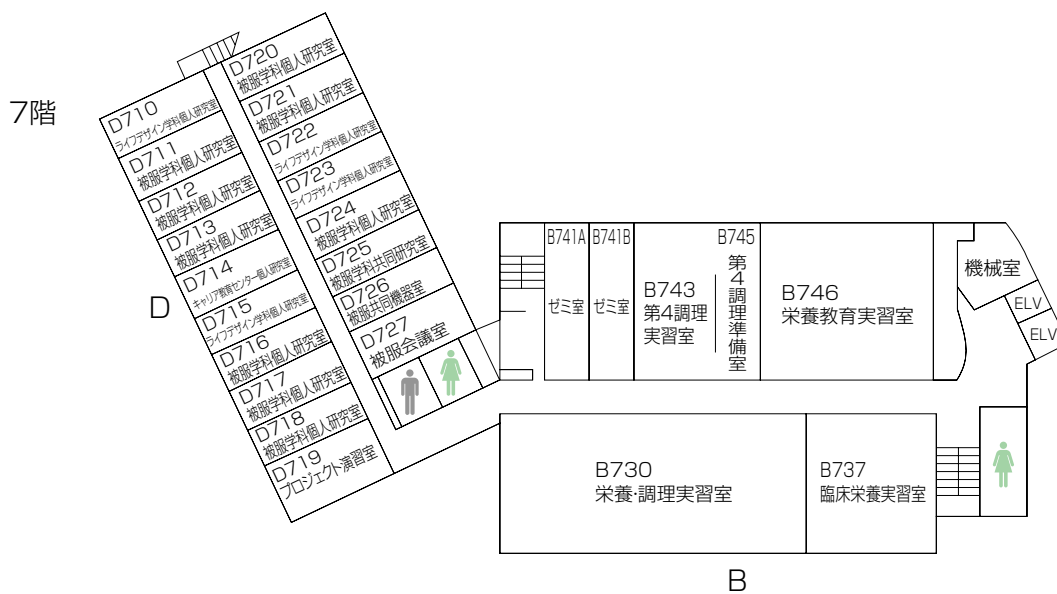 7階
D710
ライフデザイン学科個人研究室
D711
被服学科個人研究室
D712
被服学科個人研究室
D713
被服学科個人研究室
D714
キャリア教育センター個人研究室
D715
ライフデザイン学科個人研究室
D716
被服学科個人研究室
D717
被服学科個人研究室
D718
被服学科個人研究室
D719
プロジェクト演習室
D720
被服学科個人研究室
D721
被服学科個人研究室
D722
ライフデザイン学科個人研究室
D723
ライフデザイン学科個人研究室
D724
被服学科個人研究室
D725
被服学科共同研究室
D726
被服共同機器室
D727
被服会議室
D
B741A
ゼミ室
B741B
ゼミ室
B743
第4調理
実習室
B745
第4調理準備室
B746
栄養教育実習室
機械室
ELV
ELV
B730
栄養・調理実習室
B737
臨床栄養実習室
B